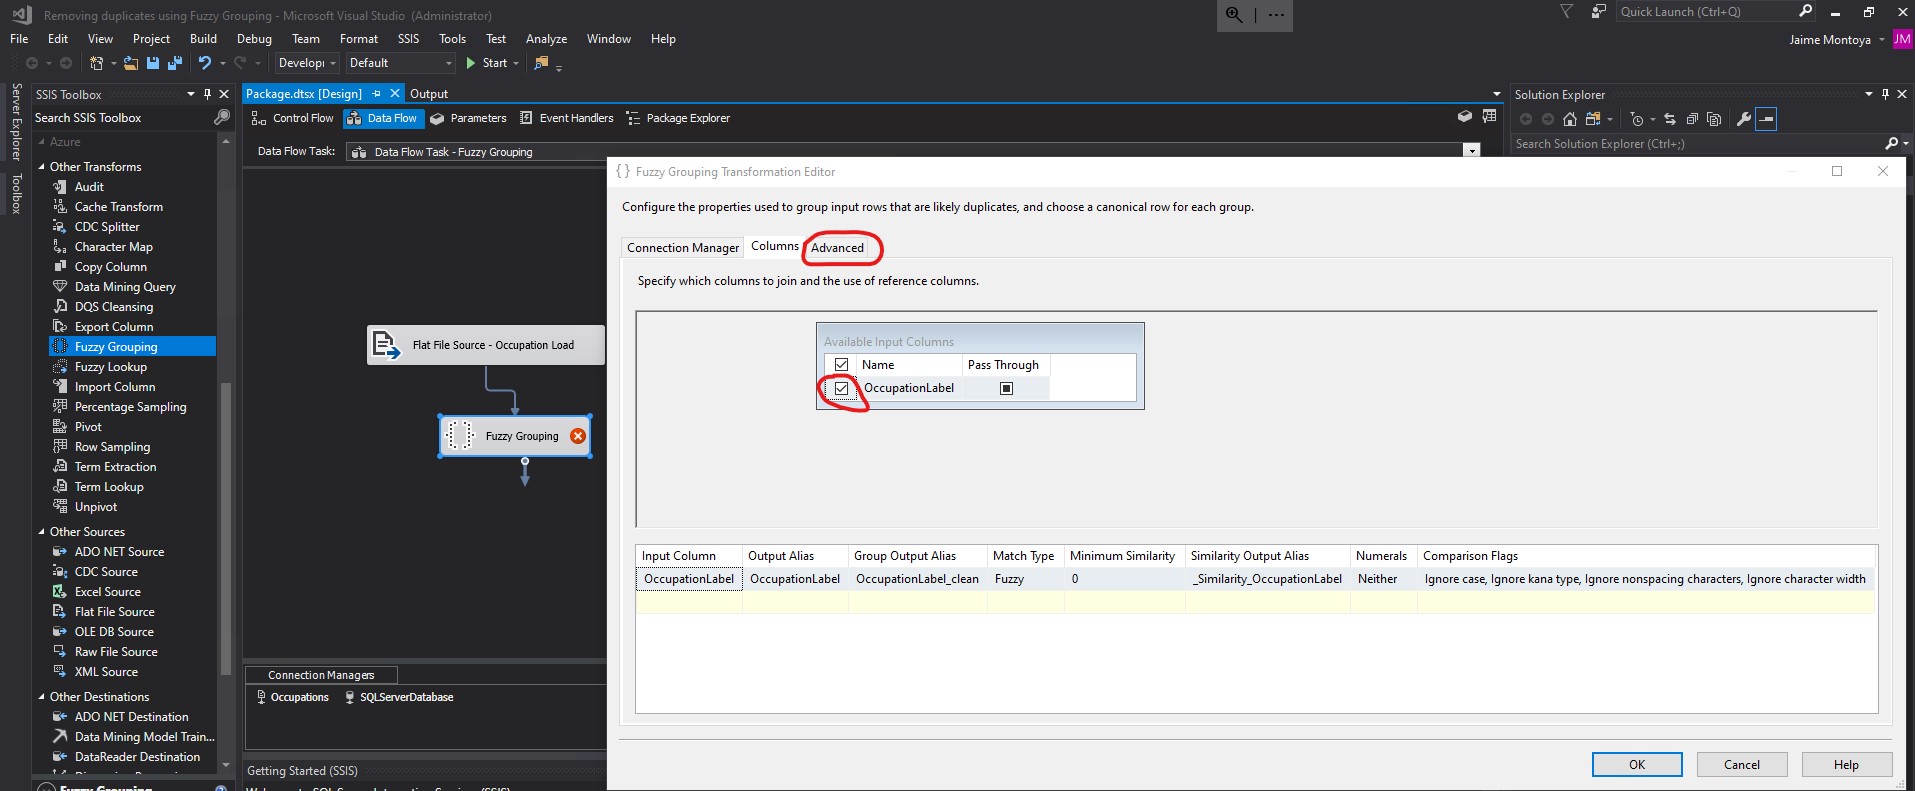 Removing duplicates using Fuzzy Grouping - Microsoft Visual Studio (Administrator)
Quick Launch (Ctrl+Q)
File Edit View Project Build Debug Team Format SSIS Tools Test Analyze Window Help
Jaime Montoya JM
Default Start
Server Explorer
Toolbox
SSIS Toolbox
Search SSIS Toolbox
Azure
Other Transforms
Audit
Cache Transform
CDC Splitter
Character Map
Copy Column
Data Mining Query
DQS Cleansing
Export Column
Fuzzy Grouping
Fuzzy Lookup
Import Column
Percentage Sampling
Pivot
Row Sampling
Term Extraction
Term Lookup
Unpivot
Other Sources
ADO NET Source
CDC Source
Excel Source
Flat File Source
OLE DB Source
Raw File Source
XML Source
Other Destinations
ADO NET Destination
Data Mining Model Train...
DataReader Destination
Package.dtsx [Design] Output
Control Flow Data Flow Parameters Event Handlers Package Explorer
Data Flow Task: Data Flow Task - Fuzzy Grouping
Flat File Source - Occupation Load
Fuzzy Grouping
Connection Managers
Occupations SQLServerDatabase
Getting Started (SSIS)
Solution Explorer
Search Solution Explorer (Ctrl+;)
Fuzzy Grouping Transformation Editor
Configure the properties used to group input rows that are likely duplicates, and choose a canonical row for each group.
Connection Manager Columns Advanced
Specify which columns to join and the use of reference columns.
Available Input Columns
Name Pass Through
OccupationLabel
Input Column Output Alias Group Output Alias Match Type Minimum Similarity Similarity Output Alias Numerals Comparison Flags
OccupationLabel OccupationLabel OccupationLabel_clean Fuzzy 0 _Similarity_OccupationLabel Neither Ignore case, Ignore kana type, Ignore nonspacing characters, Ignore character width
OK Cancel Help